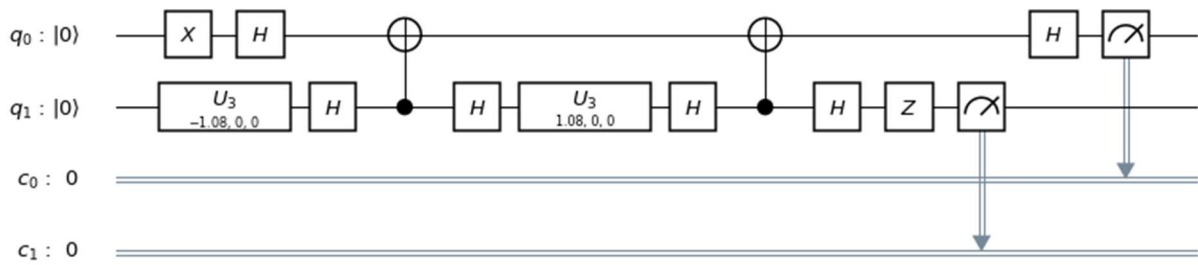 q₀ : |0⟩ X H H
q₁ : |0⟩ U₃ H H U₃ H H Z
−1.08, 0, 0 1.08, 0, 0
c₀ : 0
c₁ : 0